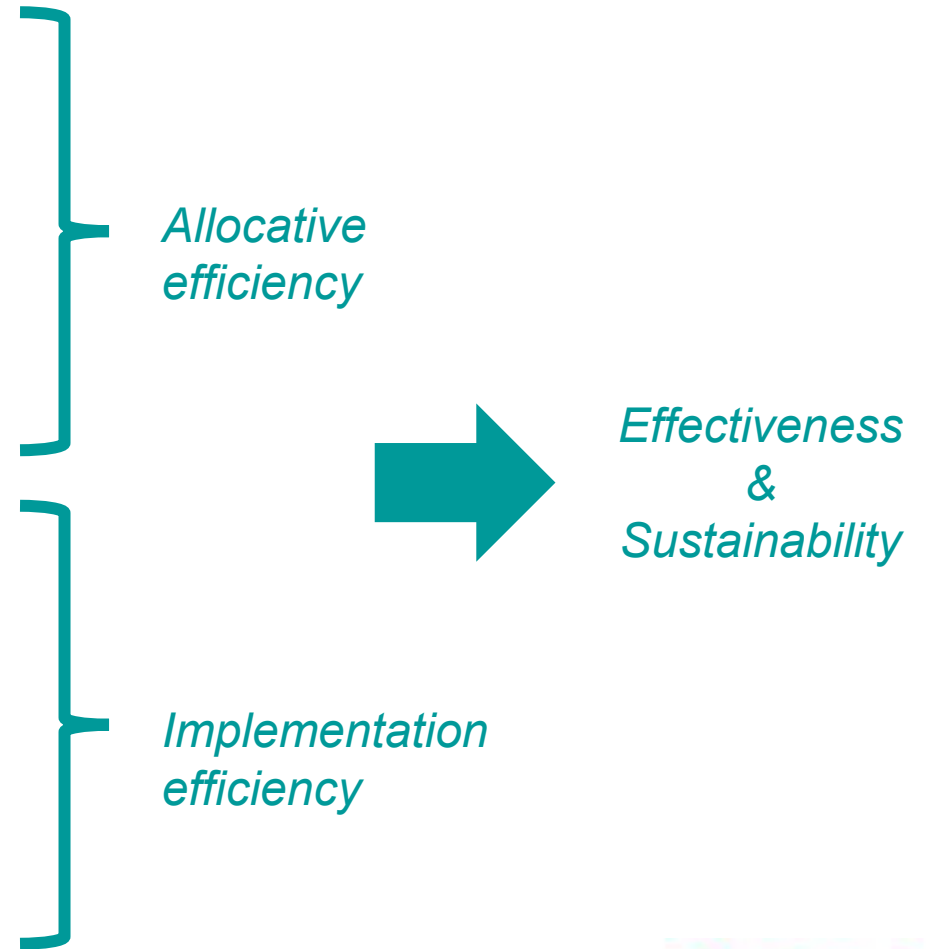 Allocative
efficiency
Effectiveness
&
Sustainability
Implementation
efficiency